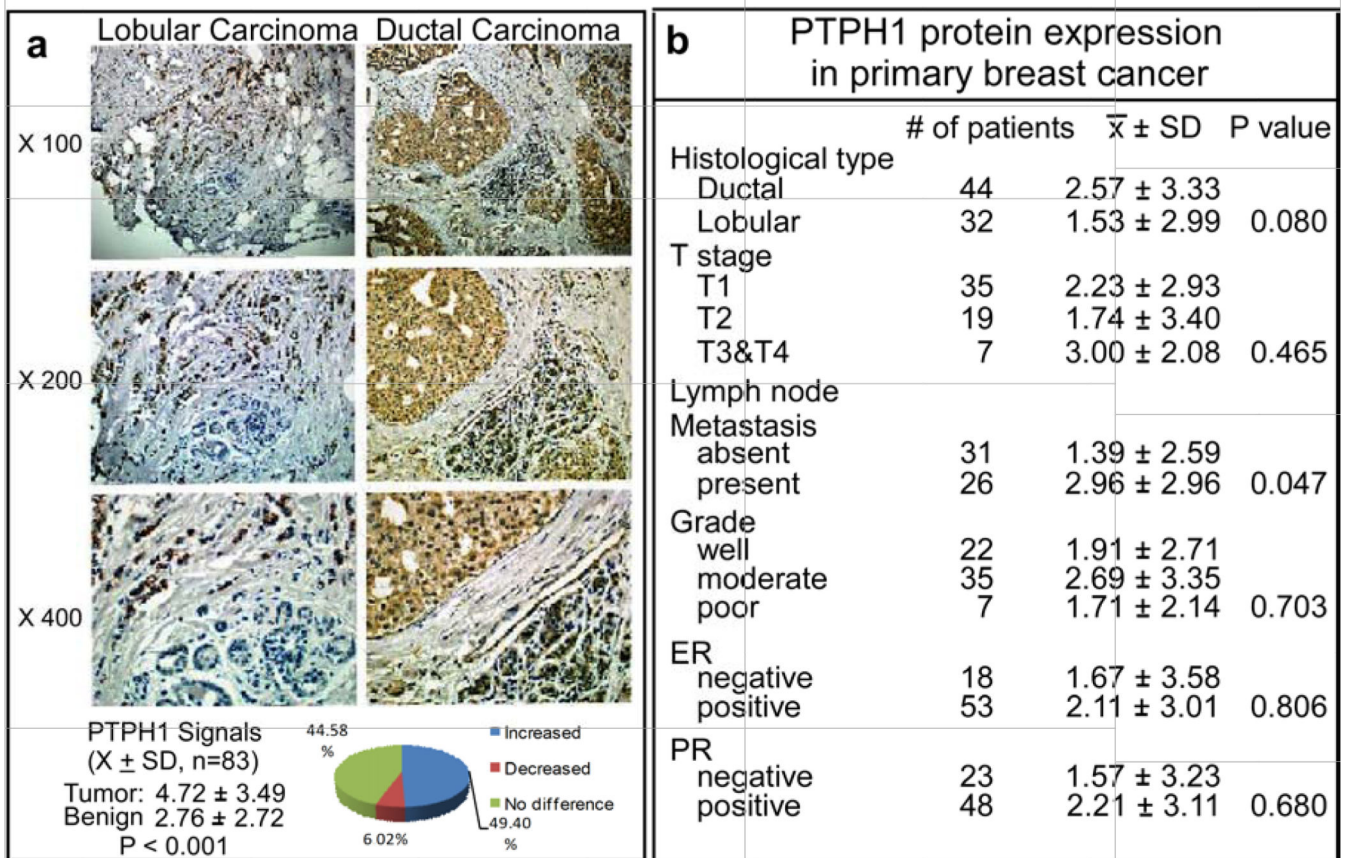 a
Lobular Carcinoma Ductal Carcinoma
X 100
X 200
X 400
PTPH1 Signals
(X ± SD, n=83)
Tumor: 4.72 ± 3.49
Benign 2.76 ± 2.72
P < 0.001
44.58
%
6 02%
49.40
%
Increased
Decreased
No difference
b
PTPH1 protein expression
in primary breast cancer
# of patients x̅ ± SD P value
Histological type
Ductal 44 2.57 ± 3.33
Lobular 32 1.53 ± 2.99 0.080
T stage
T1 35 2.23 ± 2.93
T2 19 1.74 ± 3.40
T3&T4 7 3.00 ± 2.08 0.465
Lymph node
Metastasis
absent 31 1.39 ± 2.59
present 26 2.96 ± 2.96 0.047
Grade
well 22 1.91 ± 2.71
moderate 35 2.69 ± 3.35
poor 7 1.71 ± 2.14 0.703
ER
negative 18 1.67 ± 3.58
positive 53 2.11 ± 3.01 0.806
PR
negative 23 1.57 ± 3.23
positive 48 2.21 ± 3.11 0.680